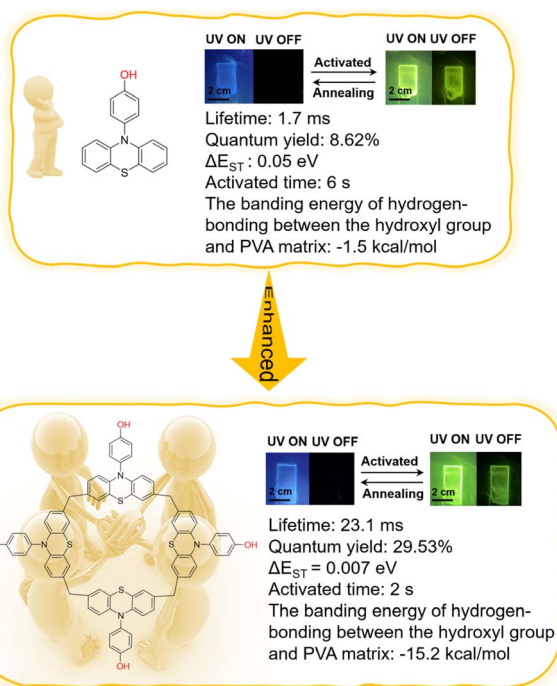 UV ON UV OFF UV ON UV OFF
Activated
Annealing
2 cm 2 cm
OH
N
S
Lifetime: 1.7 ms
Quantum yield: 8.62%
ΔE_ST : 0.05 eV
Activated time: 6 s
The banding energy of hydrogen-
bonding between the hydroxyl group
and PVA matrix: -1.5 kcal/mol
Enhanced
OH
N
S
N S S N OH
S
N
OH
UV ON UV OFF UV ON UV OFF
Activated
Annealing
2 cm 2 cm
Lifetime: 23.1 ms
Quantum yield: 29.53%
ΔE_ST = 0.007 eV
Activated time: 2 s
The banding energy of hydrogen-
bonding between the hydroxyl group
and PVA matrix: -15.2 kcal/mol